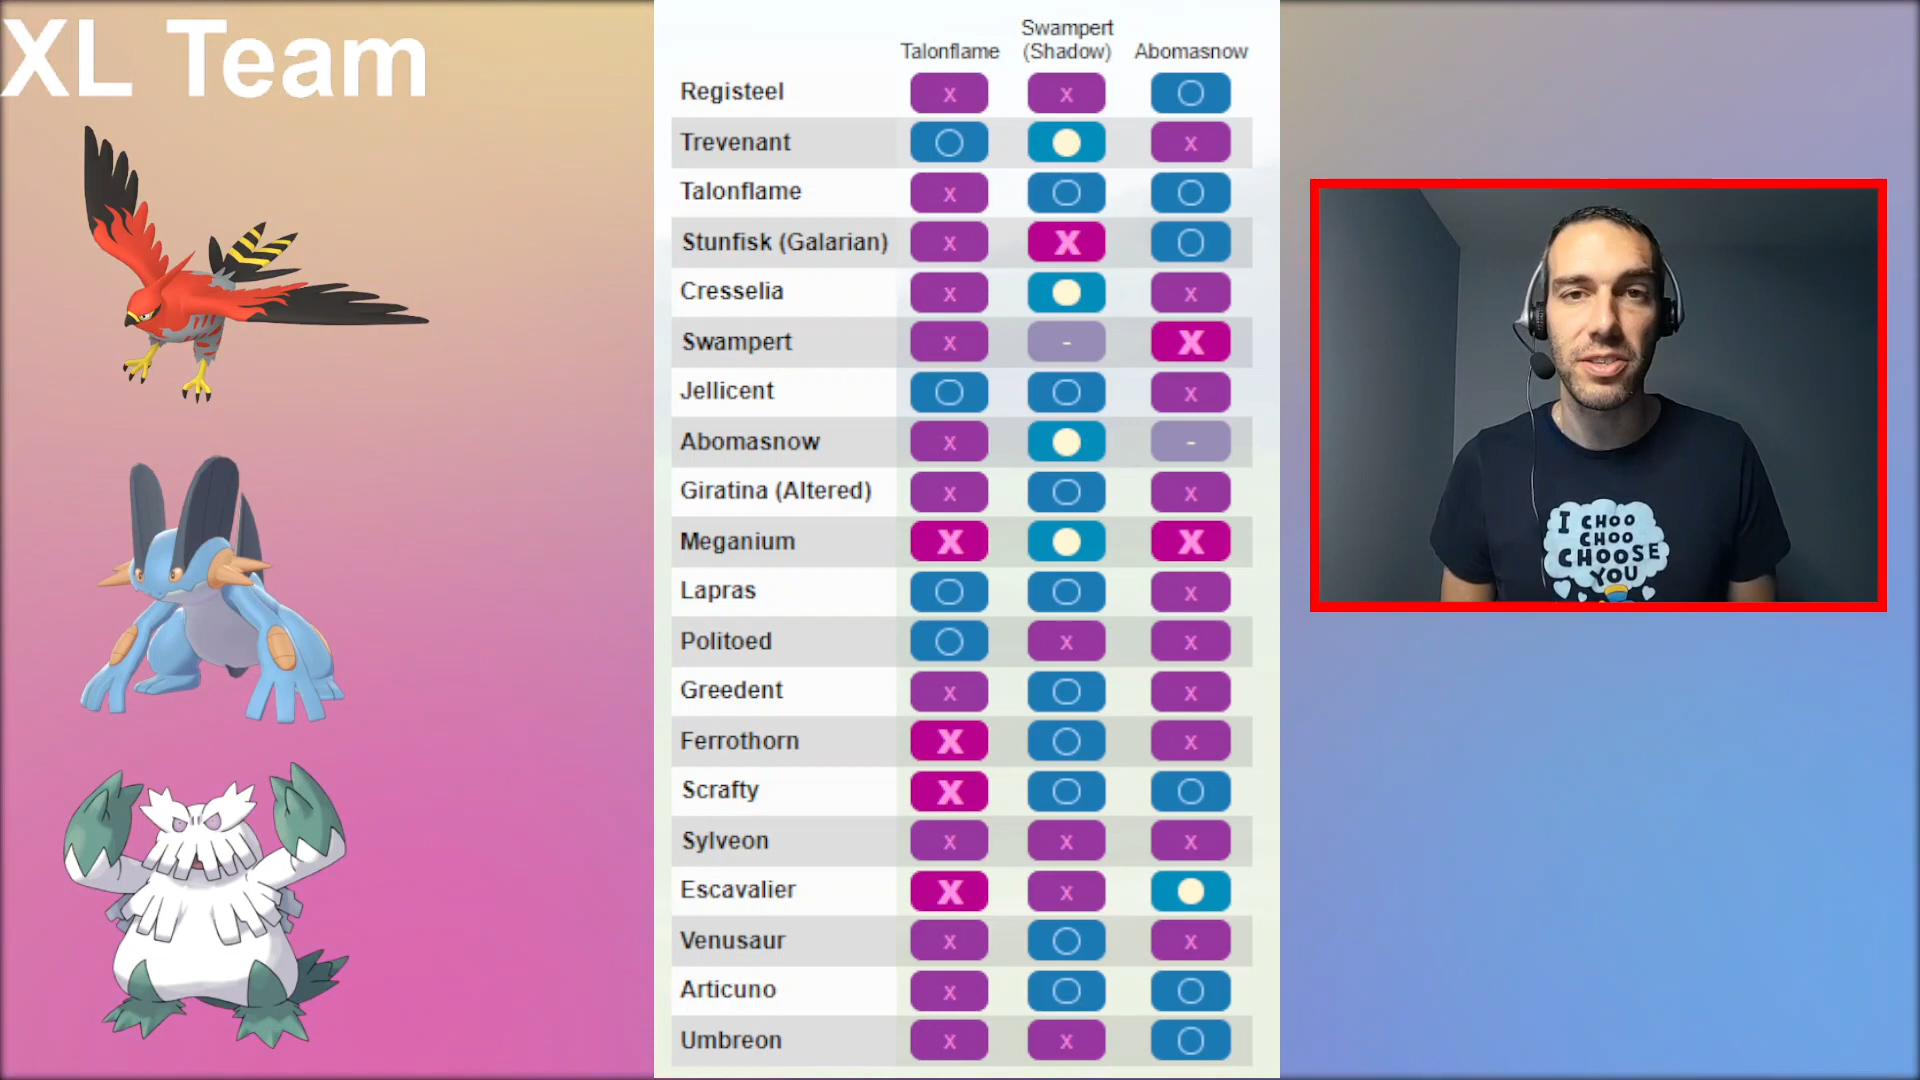 XL Team
Talonflame Swampert (Shadow) Abomasnow
Registeel x x
Trevenant x
Talonflame x
Stunfisk (Galarian) x X
Cresselia x x
Swampert x - X
Jellicent x
Abomasnow x -
Giratina (Altered) x x
Meganium X X
Lapras x
Politoed x x
Greedent x x
Ferrothorn X x
Scrafty X
Sylveon x x x
Escavalier X x
Venusaur x x
Articuno x
Umbreon x x
I CHOO
CHOO
CHOOSE
YOU